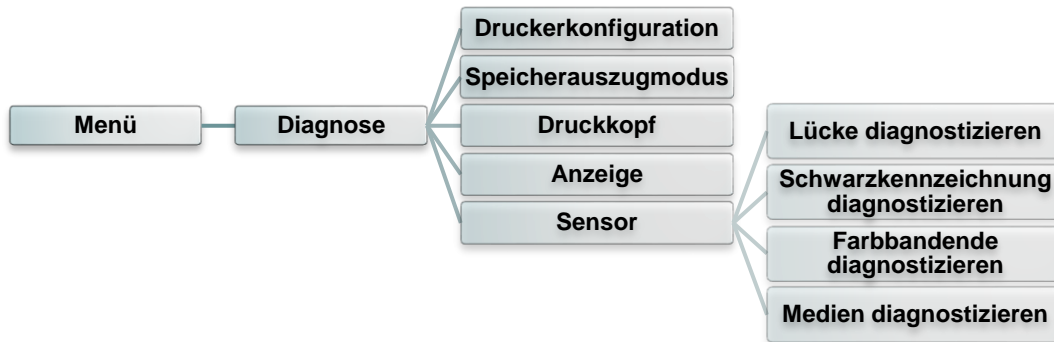 Menü
Diagnose
Druckerkonfiguration
Speicherauszugmodus
Druckkopf
Anzeige
Sensor
Lücke diagnostizieren
Schwarzkennzeichnung
diagnostizieren
Farbbandende
diagnostizieren
Medien diagnostizieren